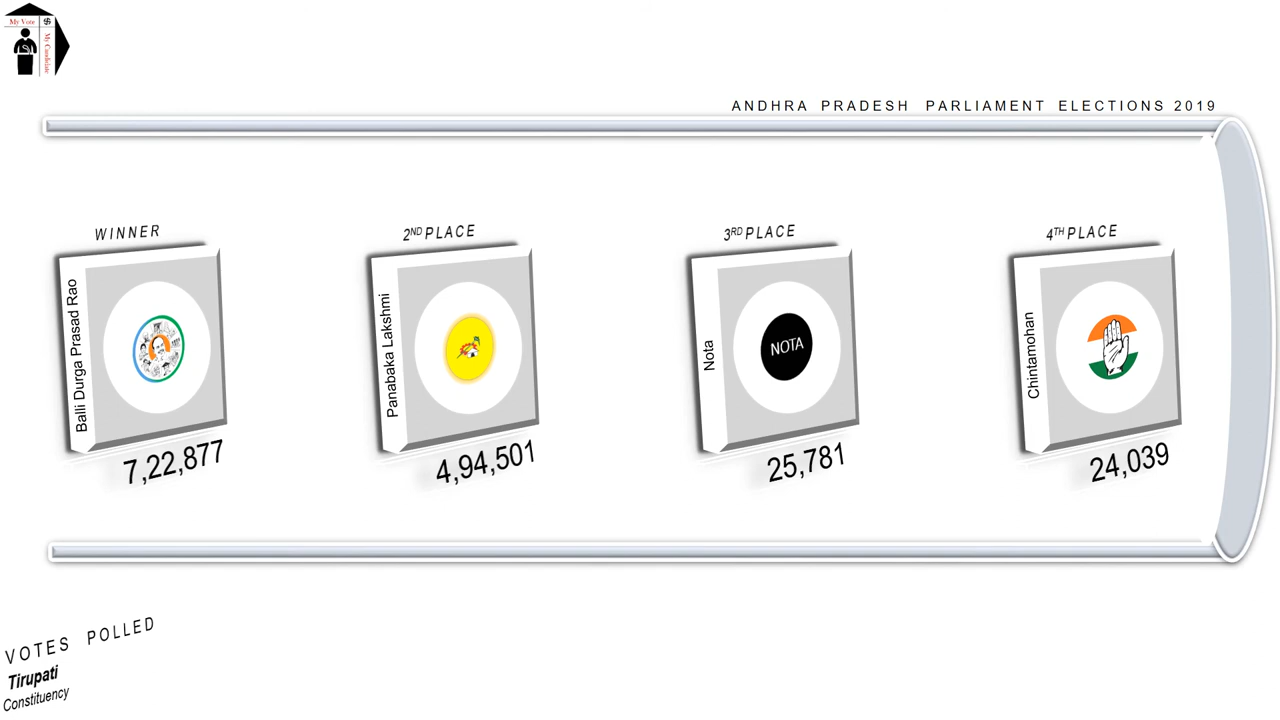 My Vote
My Candidate
ANDHRA PRADESH PARLIAMENT ELECTIONS 2019
WINNER
Balli Durga Prasad Rao
7,22,877
2ND PLACE
Panabaka Lakshmi
4,94,501
3RD PLACE
Nota
NOTA
25,781
4TH PLACE
Chintamohan
24,039
VOTES POLLED
Tirupati
Constituency